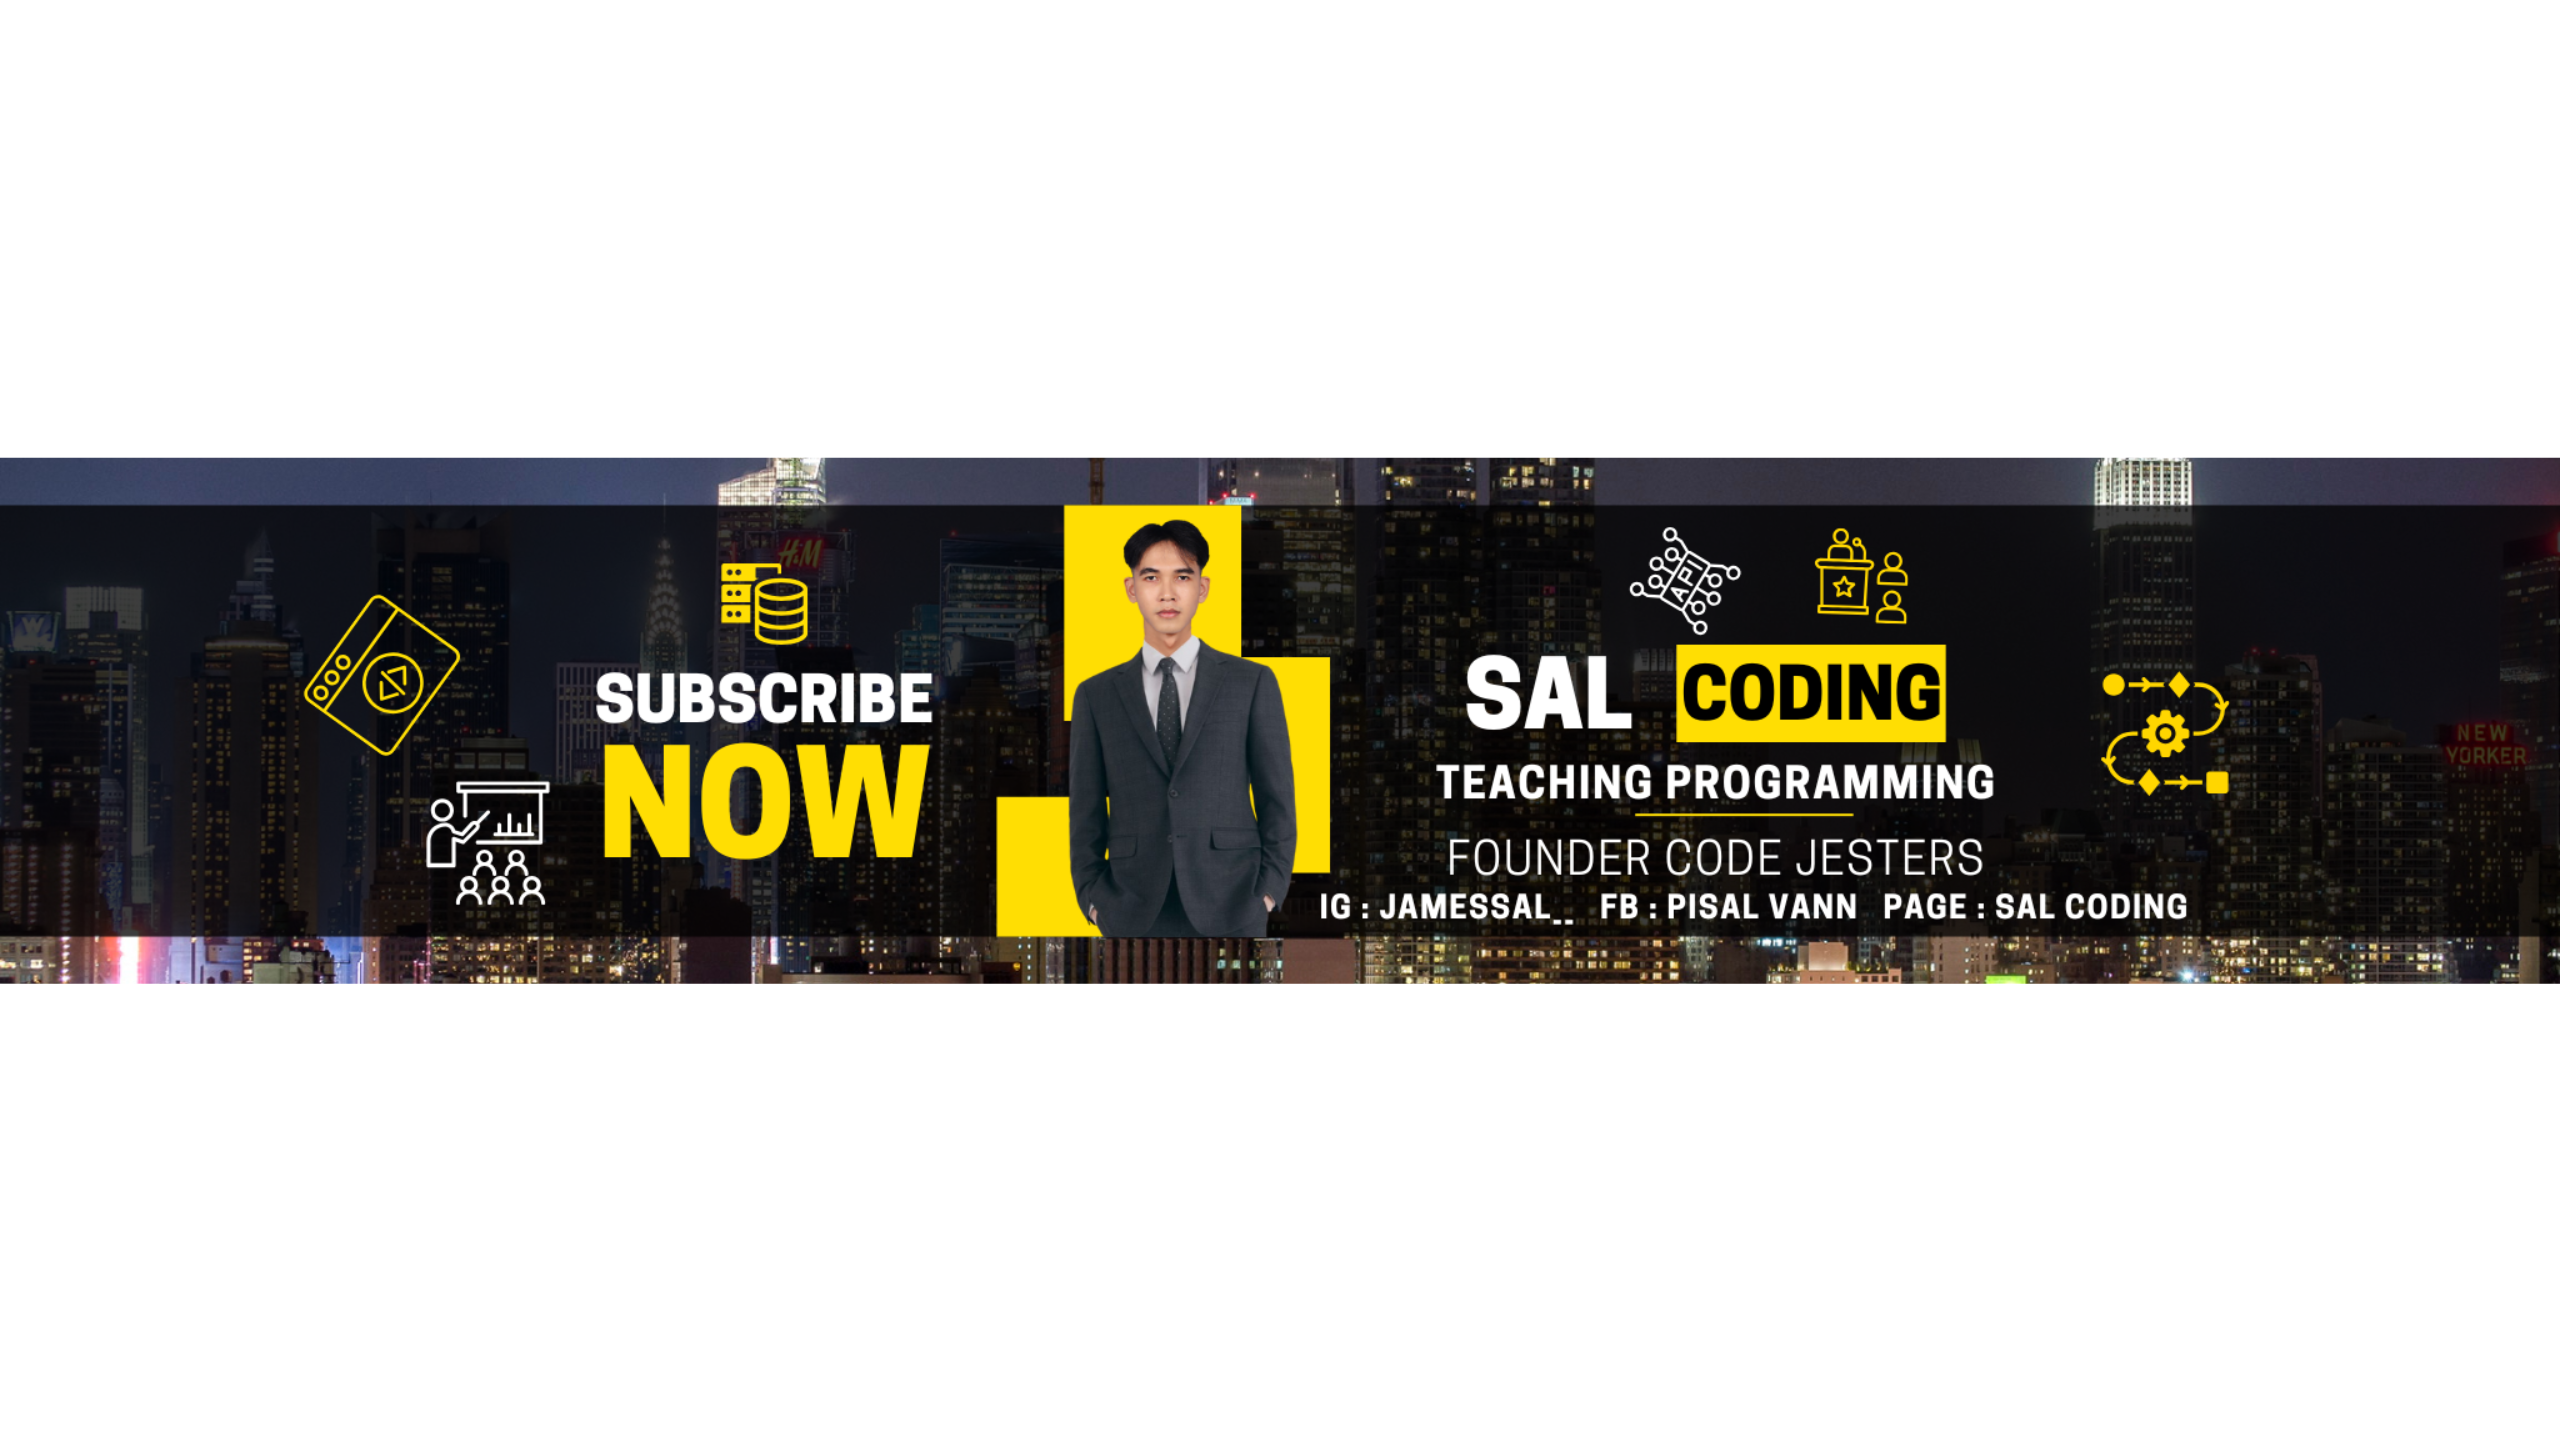 H&M
SUBSCRIBE
NOW
API
SAL CODING
TEACHING PROGRAMMING
FOUNDER CODE JESTERS
IG : JAMESSAL_ _ FB : PISAL VANN PAGE : SAL CODING
NEW
YORKER
W